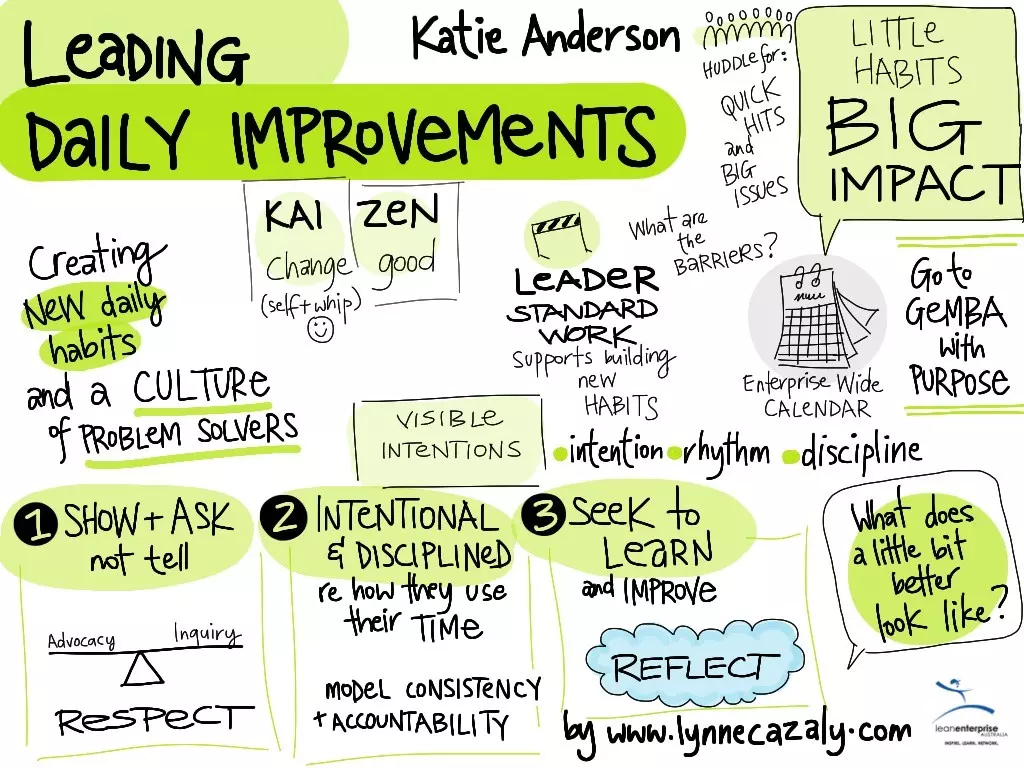 LeADING
DaILY IMPROVeMeNTS
Katie Anderson
HUDDLE for:
QUICK
HITS
and
BIG
ISSUES
LITTLE
HABITS
BIG
IMPACT
KAI
Change
(self + whip)
ZeN
good
Creating
New daily
habits
and a CULTURe
of PROBLEM SOLVERS
LEADER
STANDARD
WORK
Supports building
new
HABITS
What are
the
BARRIERS?
Enterprise Wide
CALENDAR
Go to
GeMBA
with
PURPOSE
VISIBLE
INTENTIONS
•intention •rhythm •discipline
1 SHOW + ASK
not tell
Advocacy Inquiry
ResPeCT
2 INTeNTIONAL
& DISCIPLINED
re how they use
their TIME
MODEL CONSISTENCY
+ ACCOUNTABILITY
3 SeeK to
LeaRN
and IMPROVe
REFLECT
What does
a little bit
better
look like?
by www.lynnecazaly.com
leanenterprise
AUSTRALIA
INSPIRE. LEARN. NETWORK.